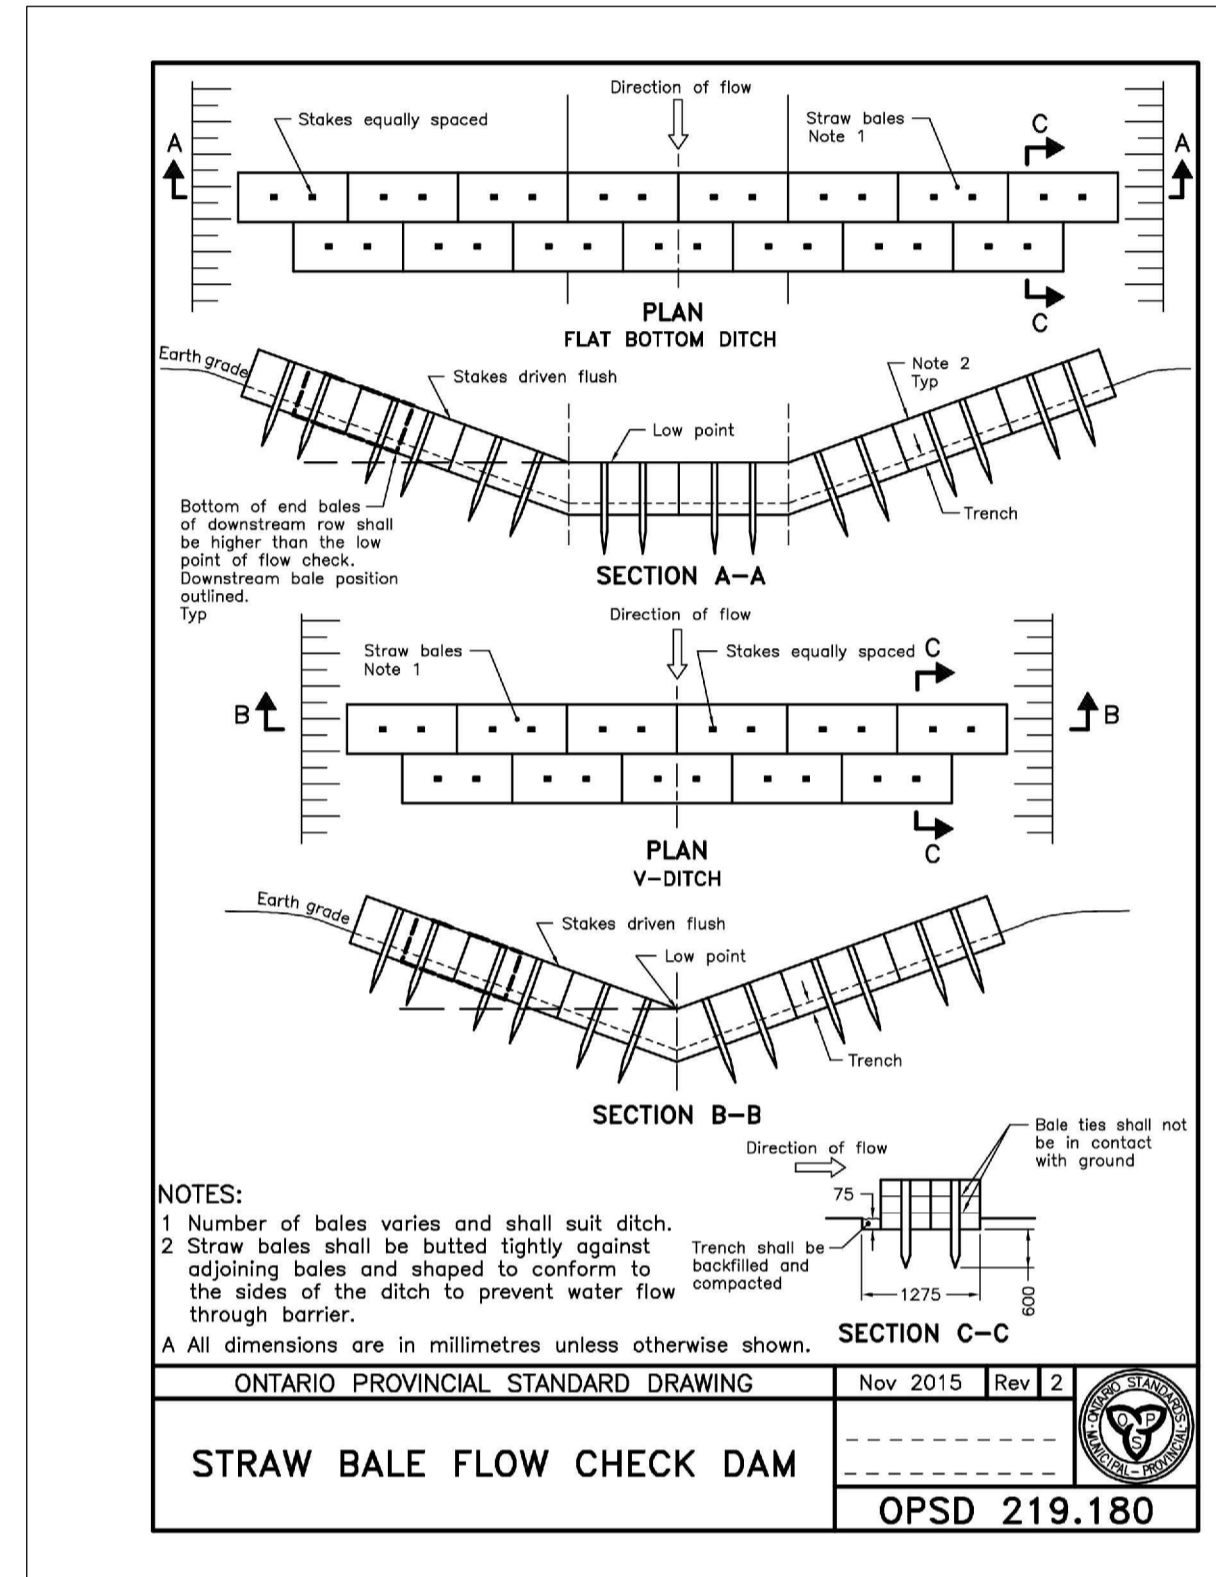 Direction of flow
Stakes equally spaced
Straw bales
Note 1
C
A
A
C
PLAN
FLAT BOTTOM DITCH
Earth grade
Stakes driven flush
Note 2
Typ
Low point
Trench
Bottom of end bales
of downstream row shall
be higher than the low
point of flow check.
Downstream bale position
outlined.
Typ
SECTION A-A
Direction of flow
Straw bales
Note 1
Stakes equally spaced
C
B
B
C
PLAN
V-DITCH
Earth grade
Stakes driven flush
Low point
Trench
SECTION B-B
Bale ties shall not
be in contact
with ground
Direction of flow
75
Trench shall be
backfilled and
compacted
1275
600
SECTION C-C
NOTES:
1 Number of bales varies and shall suit ditch.
2 Straw bales shall be butted tightly against
adjoining bales and shaped to conform to
the sides of the ditch to prevent water flow
through barrier.
A All dimensions are in millimetres unless otherwise shown.
ONTARIO PROVINCIAL STANDARD DRAWING
Nov 2015 Rev 2
STRAW BALE FLOW CHECK DAM
ONTARIO STANDARDS
MUNICIPAL-PROVINCIAL
O P S
OPSD 219.180